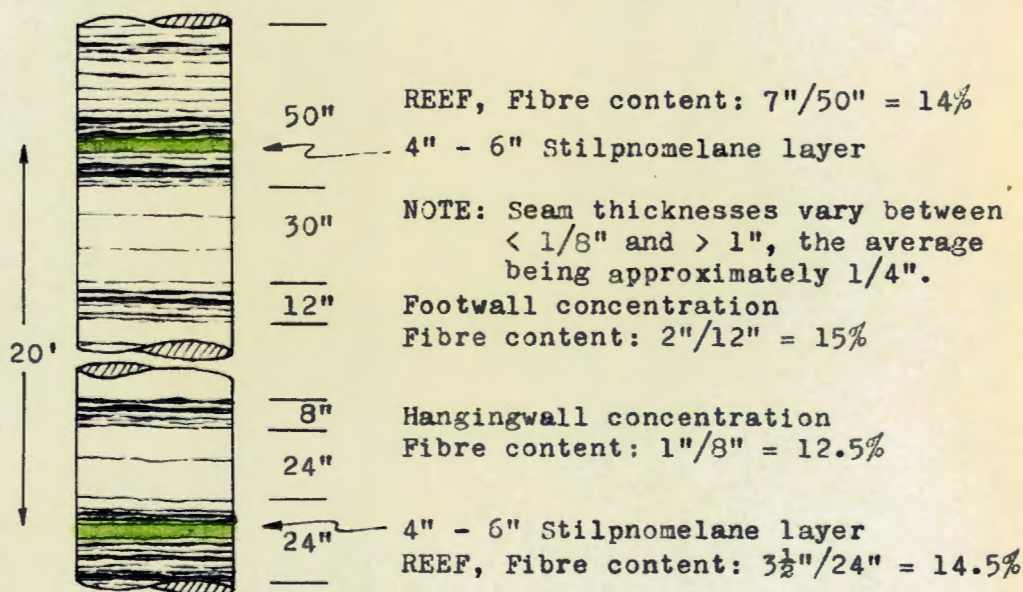 50"
REEF, Fibre content: 7"/50" = 14%
4" - 6" Stilpnomelane layer
30"
NOTE: Seam thicknesses vary between
< 1/8" and > 1", the average
being approximately 1/4".
12"
Footwall concentration
Fibre content: 2"/12" = 15%
20'
8"
Hangingwall concentration
Fibre content: 1"/8" = 12.5%
24"
24"
4" - 6" Stilpnomelane layer
REEF, Fibre content: 3½"/24" = 14.5%